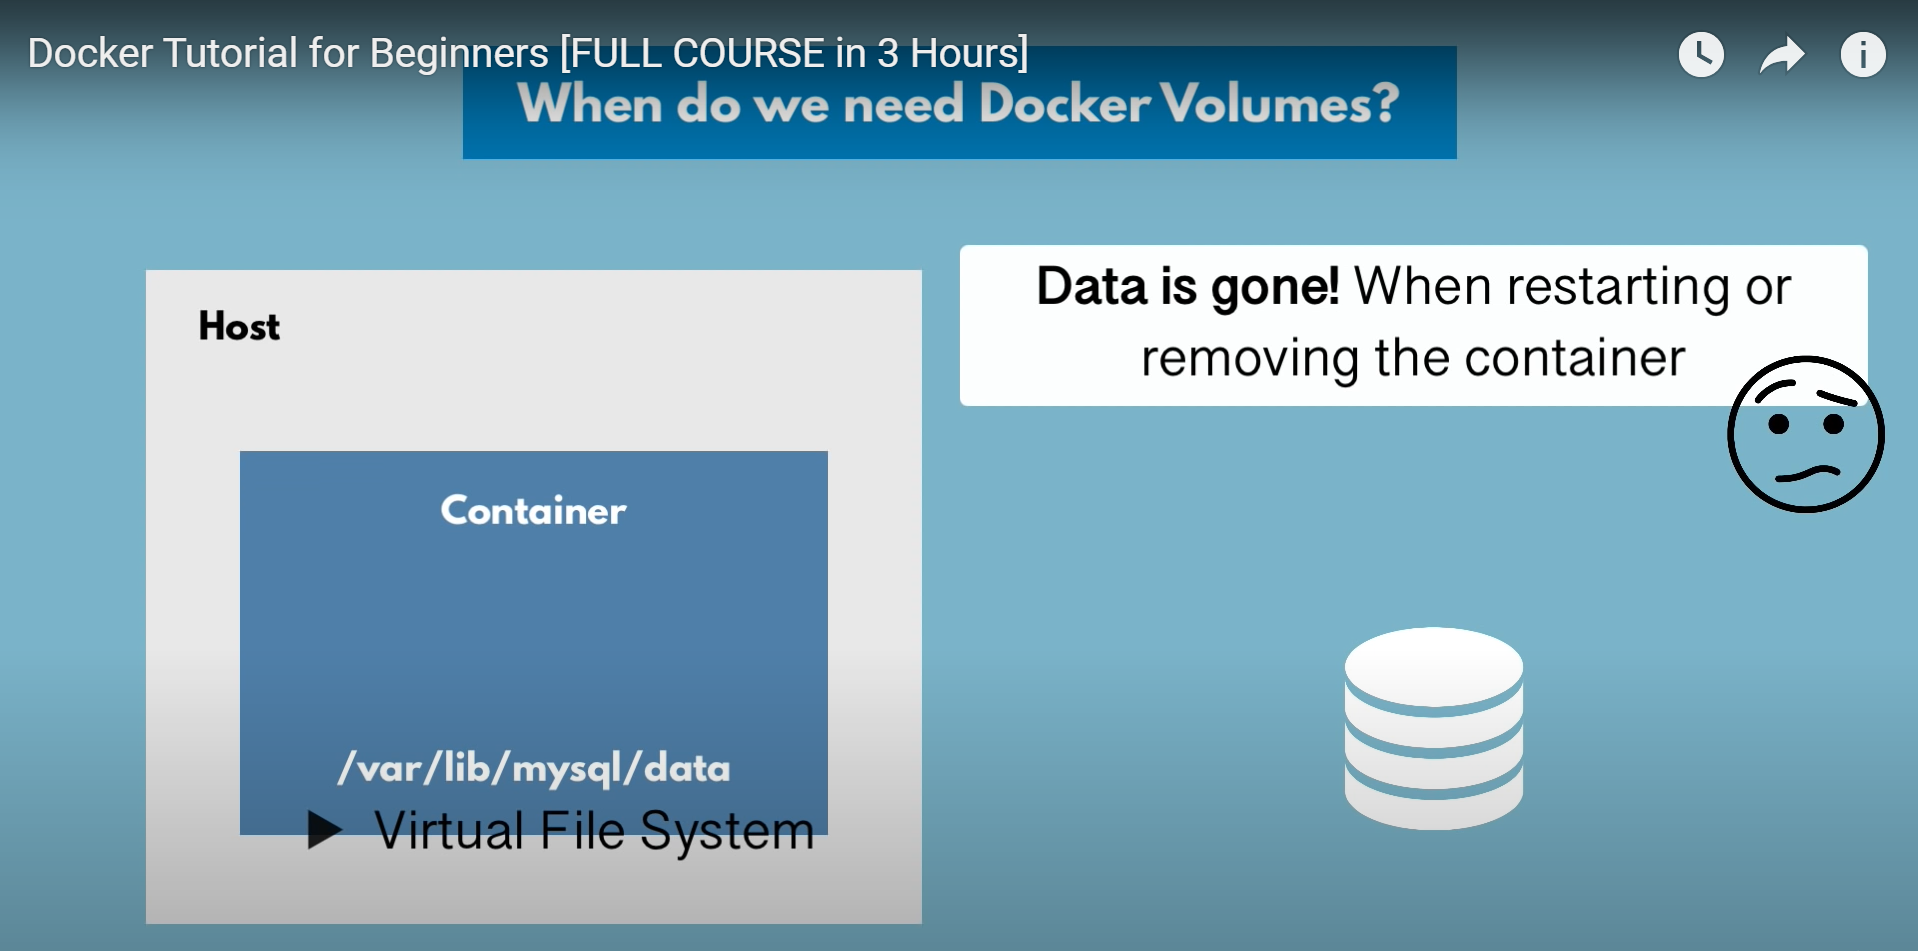 Docker Tutorial for Beginners [FULL COURSE in 3 Hours]
When do we need Docker Volumes?
Data is gone! When restarting or
removing the container
Host
Container
/var/lib/mysql/data
Virtual File System